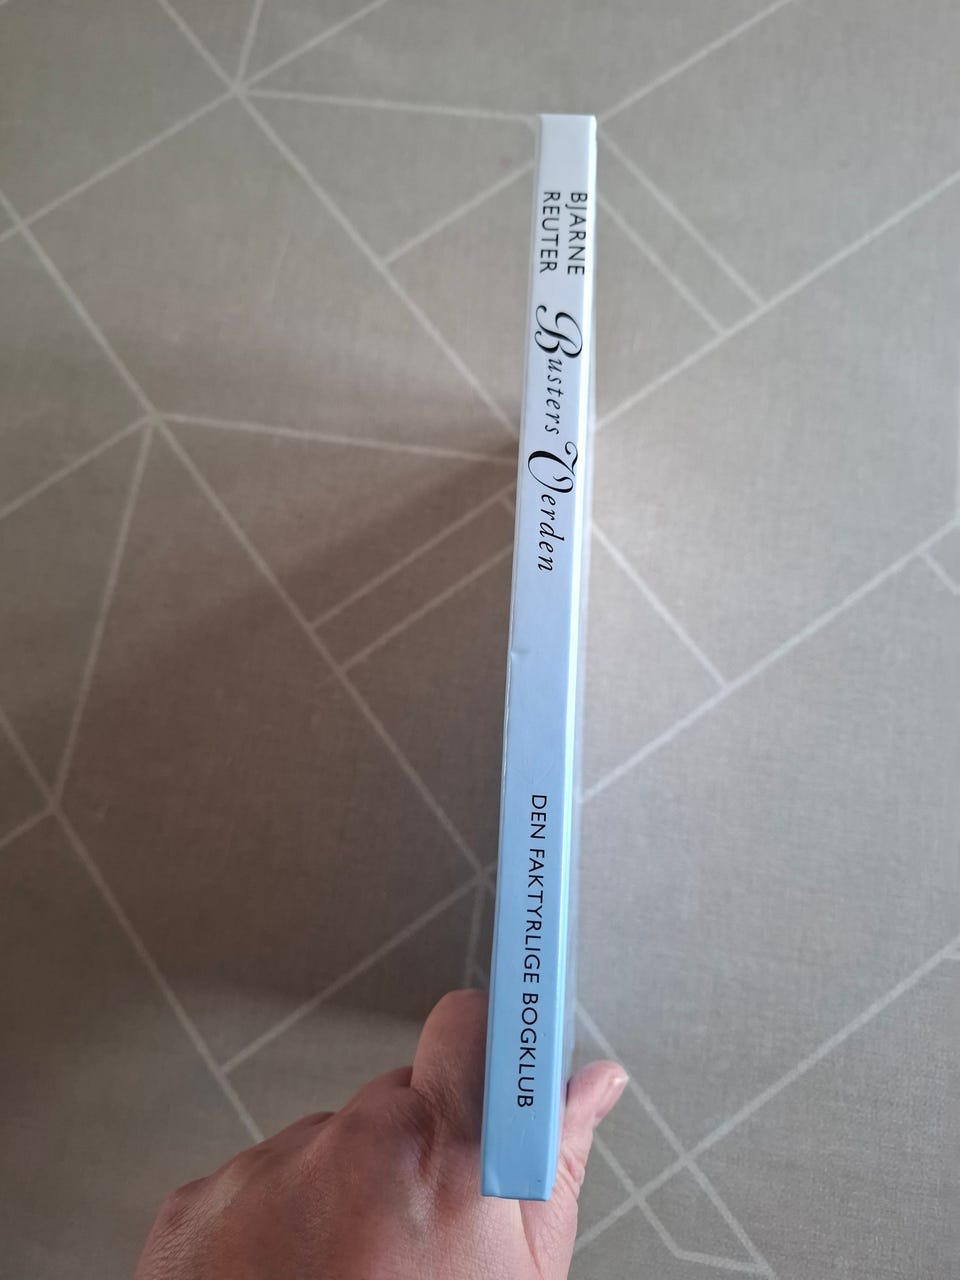 BJARNE
REUTER
Busters Verden
DEN FAKTYRLIGE BOGKLUB